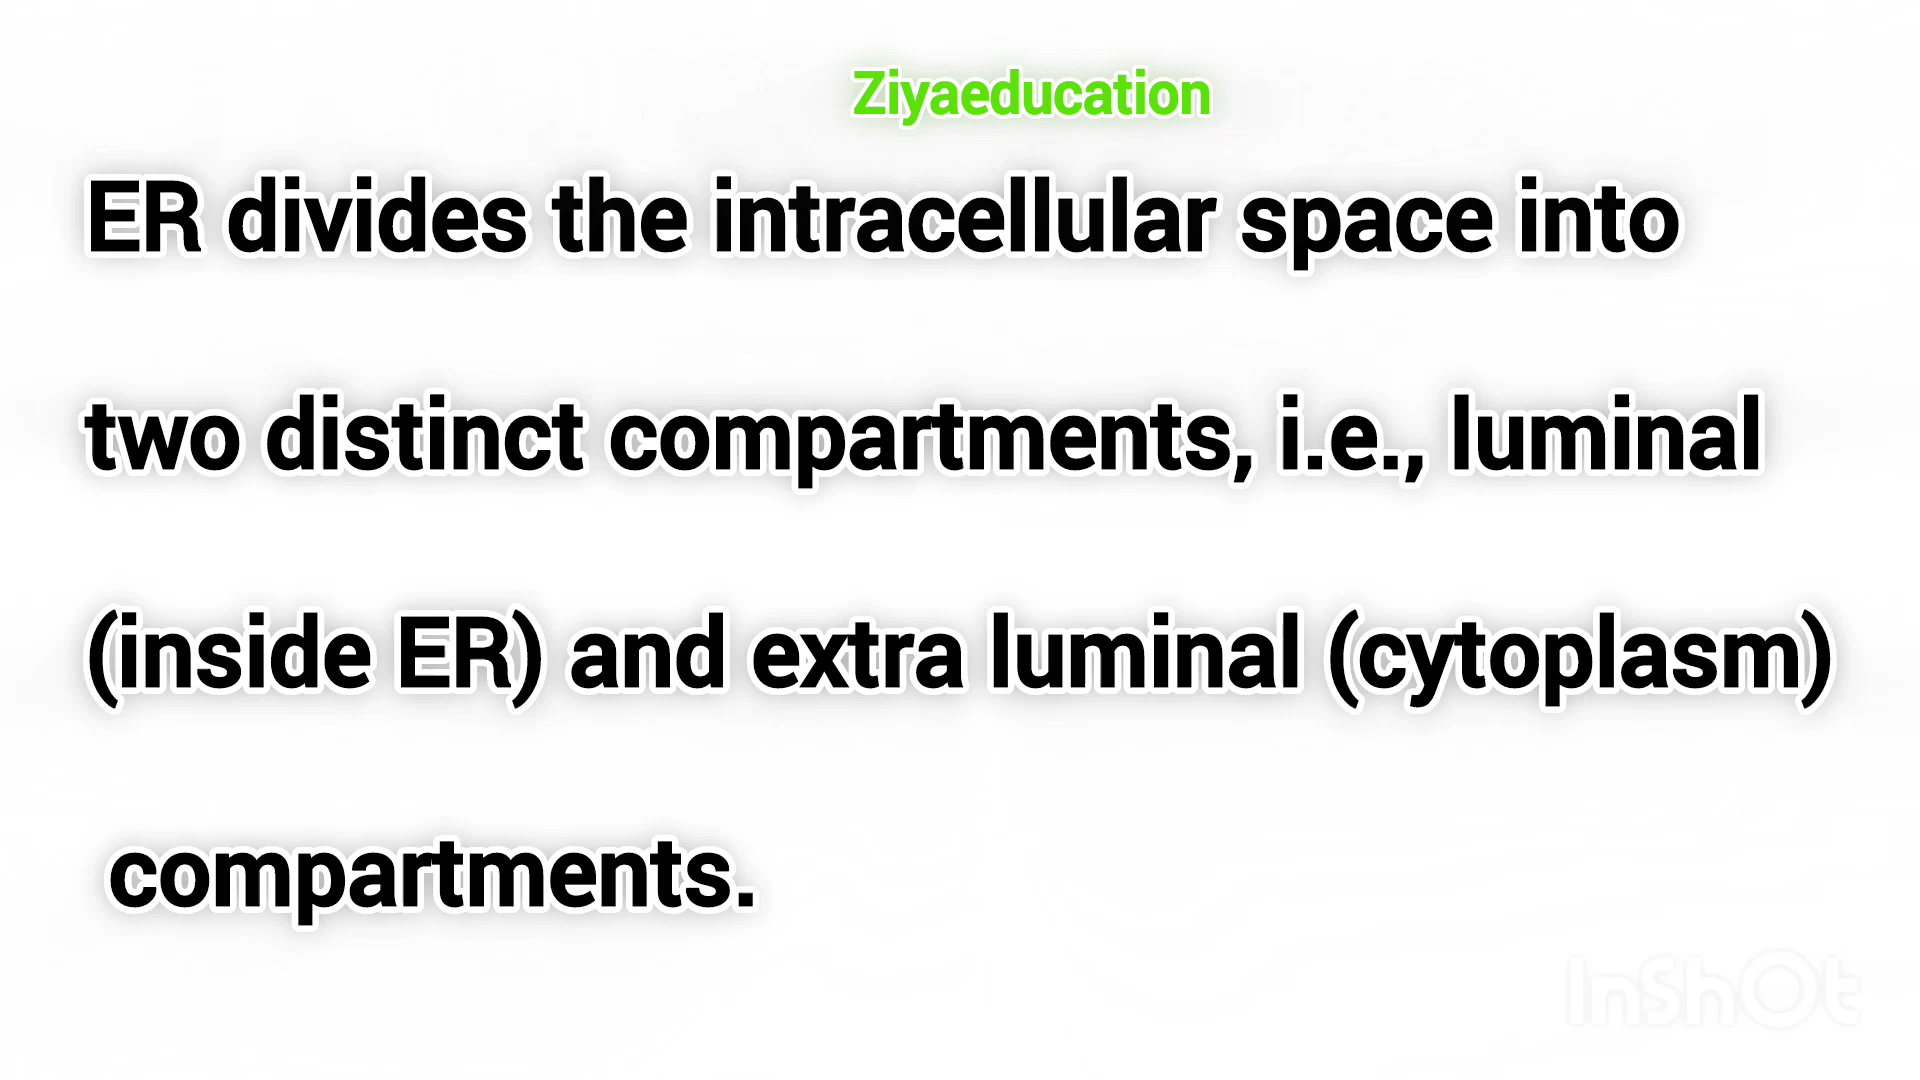 Ziyaeducation
ER divides the intracellular space into
two distinct compartments, i.e., luminal
(inside ER) and extra luminal (cytoplasm)
compartments.
InShOt